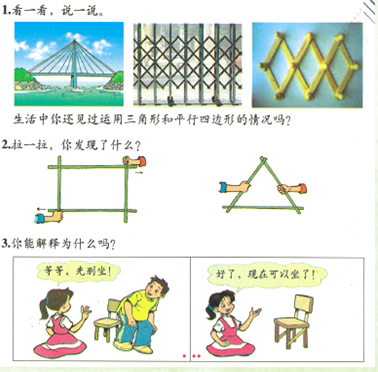 1.看一看，说一说。
生活中你还见过运用三角形和平行四边形的情况吗？
2.拉一拉，你发现了什么？
3.你能解释为什么吗？
等等，先别坐！
好了，现在可以坐了！